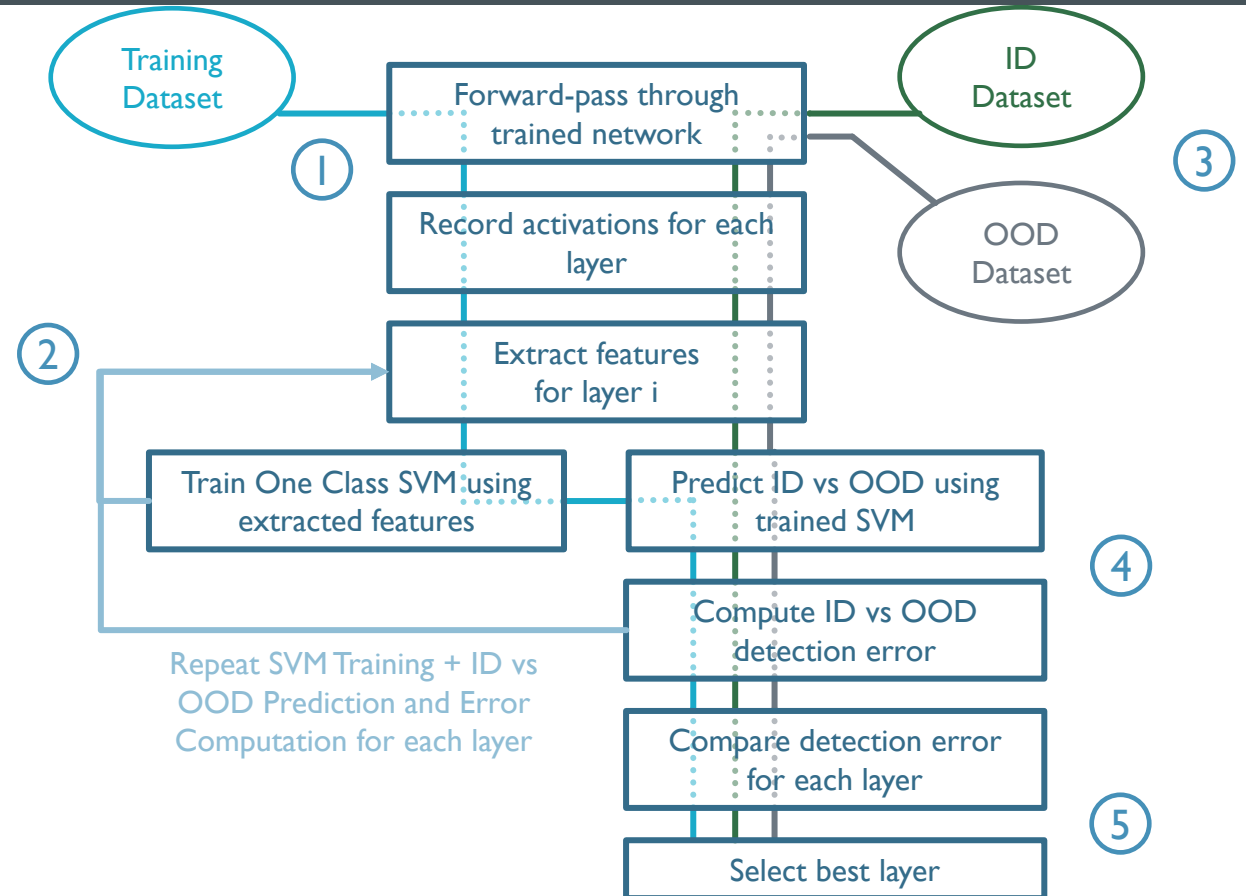 Training
Dataset
ID
Dataset
Forward-pass through
trained network
1
3
Record activations for each
layer
OOD
Dataset
2
Extract features
for layer i
Train One Class SVM using
extracted features
Predict ID vs OOD using
trained SVM
4
Compute ID vs OOD
detection error
Repeat SVM Training + ID vs
OOD Prediction and Error
Computation for each layer
Compare detection error
for each layer
5
Select best layer